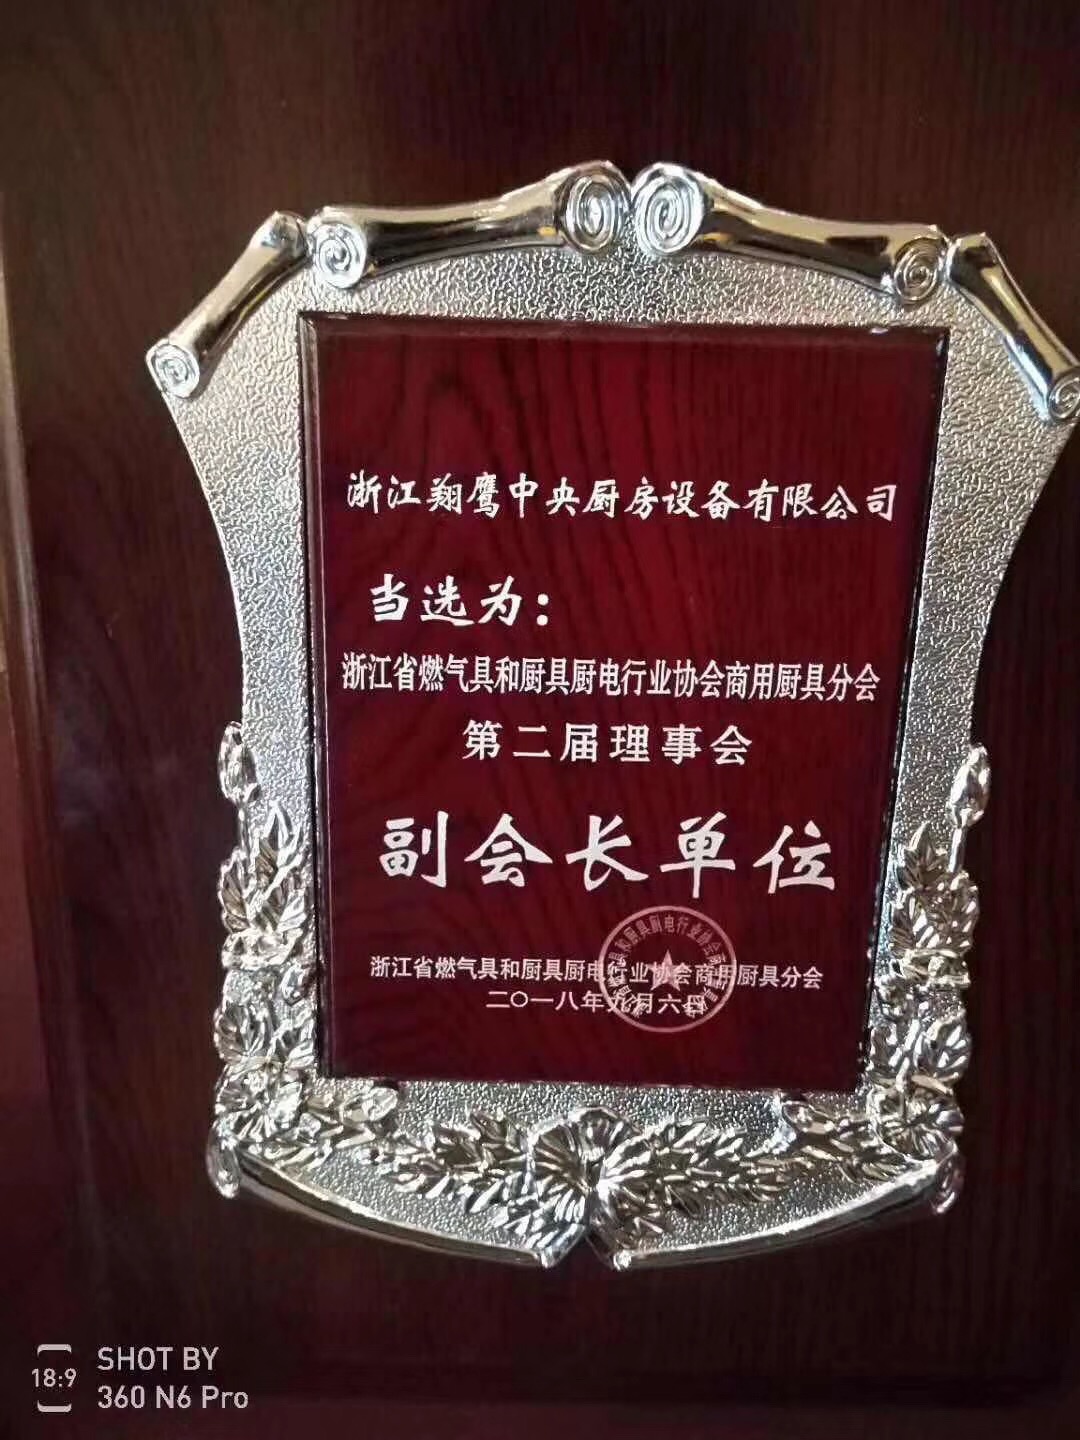 浙江翔鹰中央厨房设备有限公司
当选为：
浙江省燃气具和厨具厨电行业协会商用厨具分会
第二届理事会
副会长单位
浙江省燃气具和厨具厨电行业协会商用厨具分会
二〇一八年九月六日
18:9
SHOT BY
360 N6 Pro